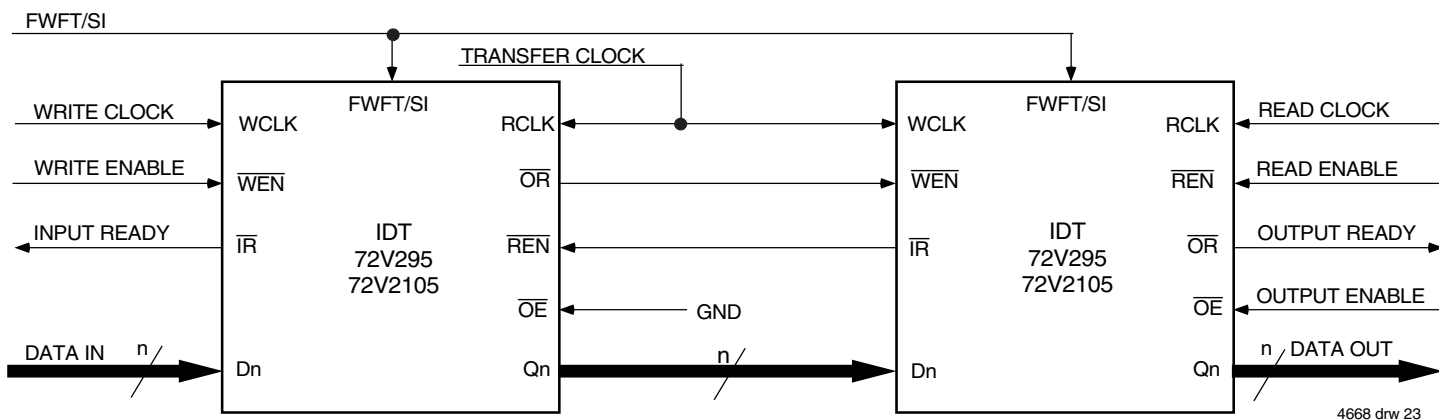 FWFT/SI
TRANSFER CLOCK
FWFT/SI
FWFT/SI
WRITE CLOCK
WCLK
RCLK
WCLK
RCLK
READ CLOCK
WRITE ENABLE
WEN
OR
WEN
REN
READ ENABLE
INPUT READY
IR
IDT
72V295
72V2105
REN
IR
IDT
72V295
72V2105
OR
OUTPUT READY
OE
GND
OE
OUTPUT ENABLE
DATA IN
n
Dn
Qn
n
Dn
Qn
n
DATA OUT
4668 drw 23